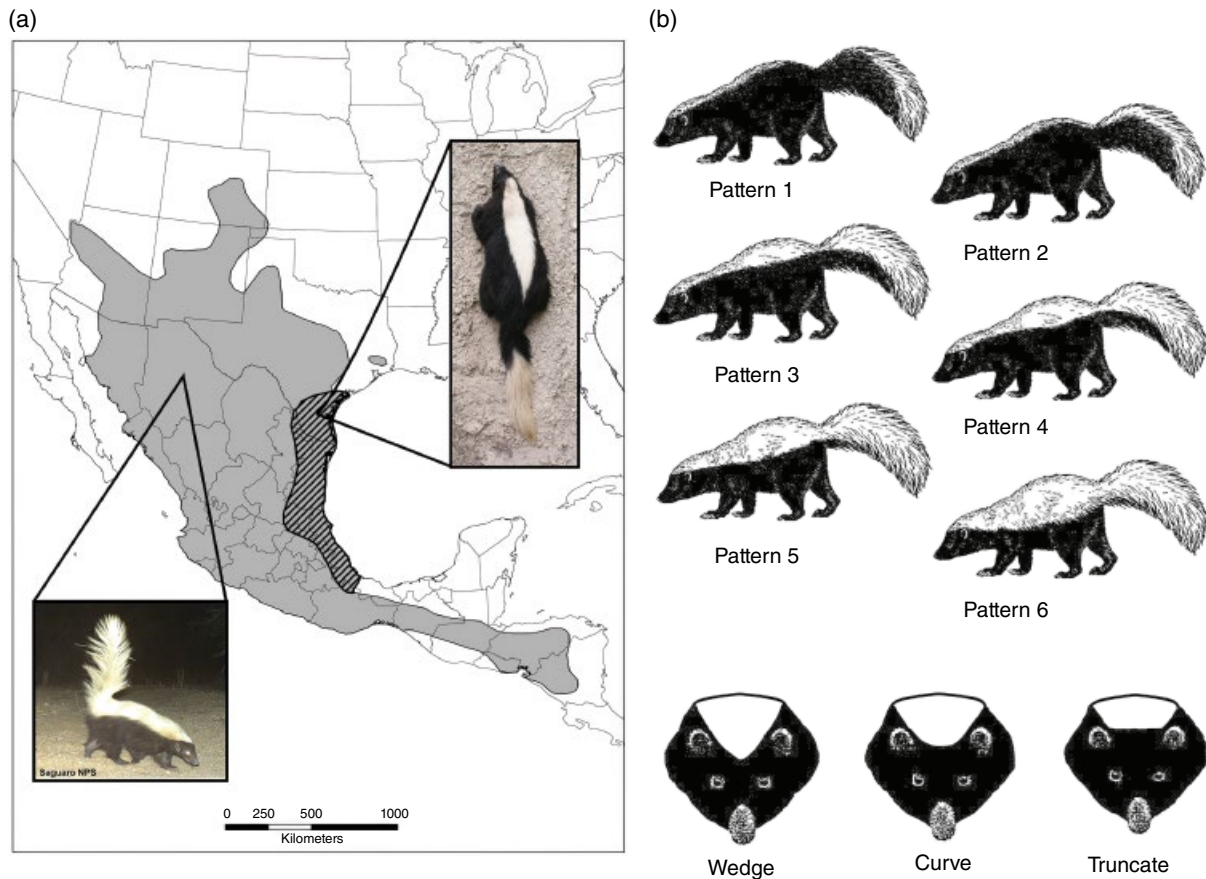 (a)
Saguaro NPS
0 250 500 1000
Kilometers
(b)
Pattern 1
Pattern 2
Pattern 3
Pattern 4
Pattern 5
Pattern 6
Wedge
Curve
Truncate